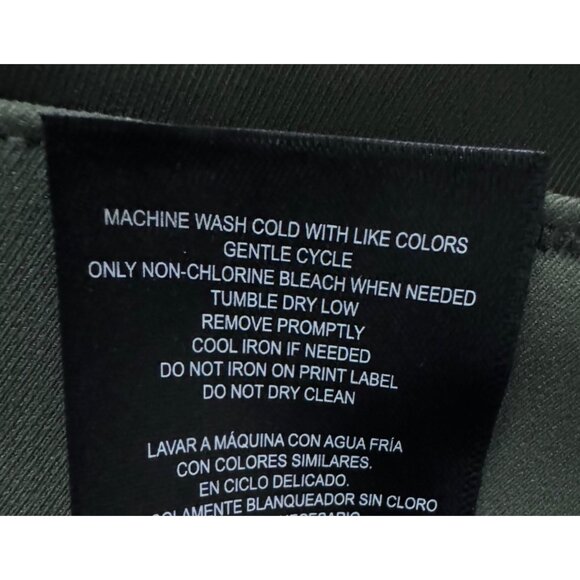 MACHINE WASH COLD WITH LIKE COLORS
GENTLE CYCLE
ONLY NON-CHLORINE BLEACH WHEN NEEDED
TUMBLE DRY LOW
REMOVE PROMPTLY
COOL IRON IF NEEDED
DO NOT IRON ON PRINT LABEL
DO NOT DRY CLEAN
LAVAR A MÁQUINA CON AGUA FRÍA
CON COLORES SIMILARES.
EN CICLO DELICADO.
SOLAMENTE BLANQUEADOR SIN CLORO